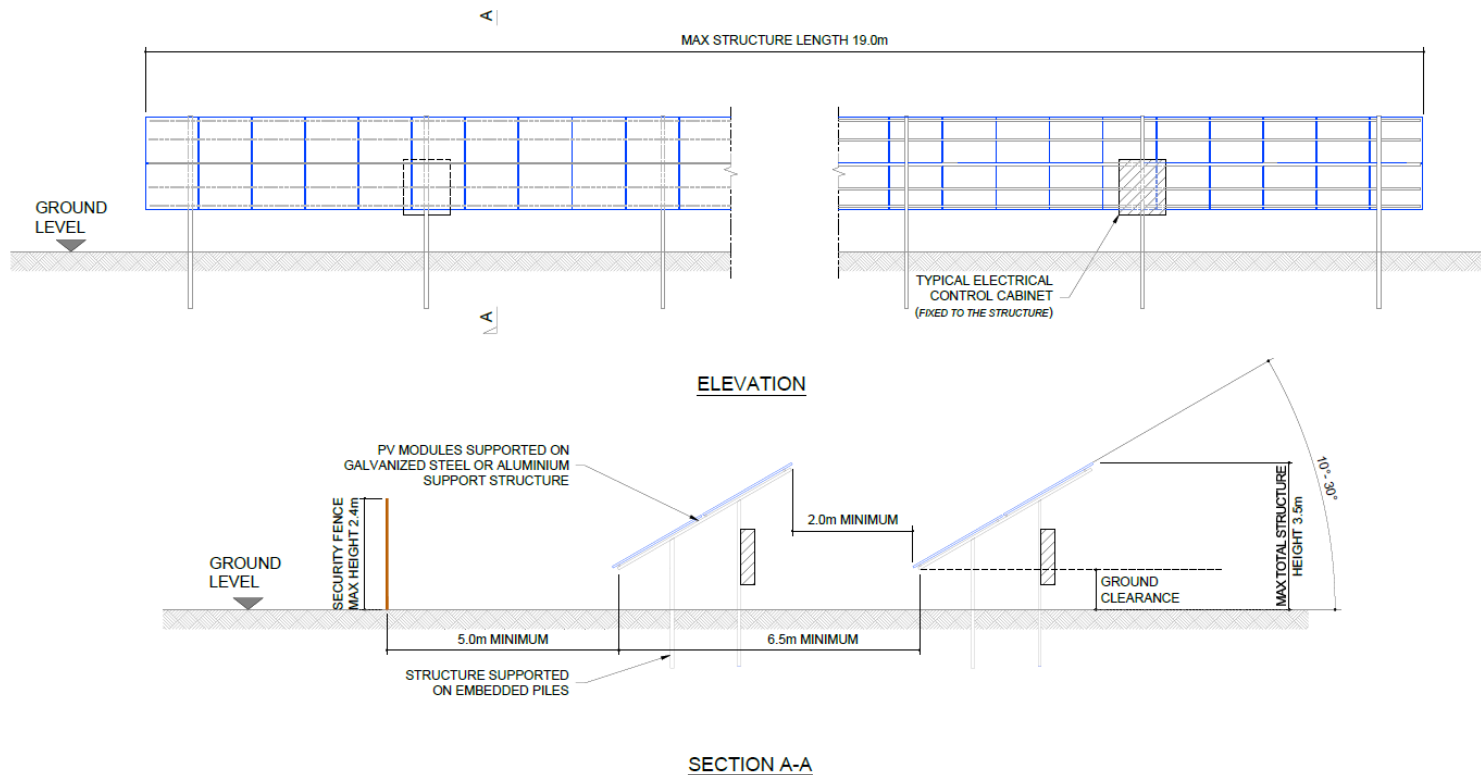 A
MAX STRUCTURE LENGTH 19.0m
GROUND
LEVEL
TYPICAL ELECTRICAL
CONTROL CABINET
(FIXED TO THE STRUCTURE)
A
ELEVATION
PV MODULES SUPPORTED ON
GALVANIZED STEEL OR ALUMINIUM
SUPPORT STRUCTURE
10°- 30°
SECURITY FENCE
MAX HEIGHT 2.4m
2.0m MINIMUM
MAX TOTAL STRUCTURE
HEIGHT 3.5m
GROUND
LEVEL
GROUND
CLEARANCE
5.0m MINIMUM
6.5m MINIMUM
STRUCTURE SUPPORTED
ON EMBEDDED PILES
SECTION A-A